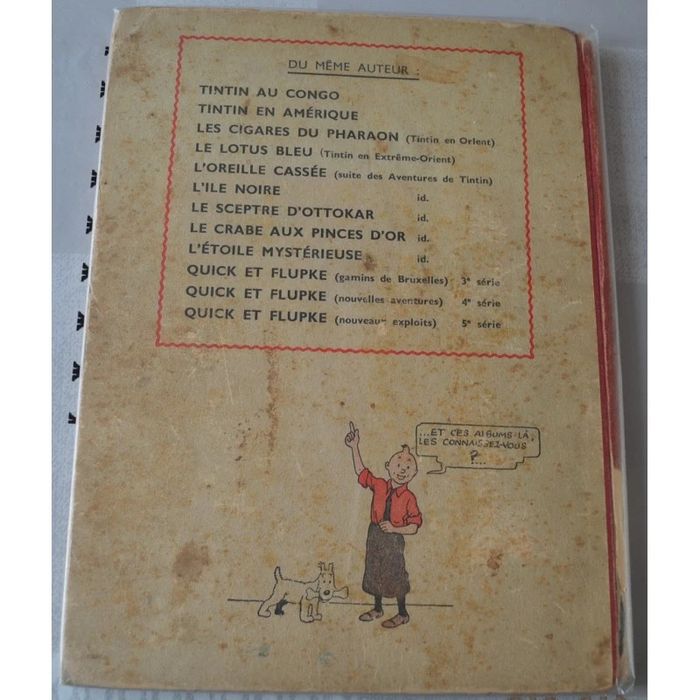 DU MÊME AUTEUR :
TINTIN AU CONGO
TINTIN EN AMÉRIQUE
LES CIGARES DU PHARAON (Tintin en Orient)
LE LOTUS BLEU (Tintin en Extrême-Orient)
L'OREILLE CASSÉE (suite des Aventures de Tintin)
L'ILE NOIRE id.
LE SCEPTRE D'OTTOKAR id.
LE CRABE AUX PINCES D'OR id.
L'ÉTOILE MYSTÉRIEUSE id.
QUICK ET FLUPKE (gamins de Bruxelles) 3e série
QUICK ET FLUPKE (nouvelles aventures) 4e série
QUICK ET FLUPKE (nouveaux exploits) 5e série
...ET CES ALBUMS-LÀ,
LES CONNAISSEZ-VOUS
?...